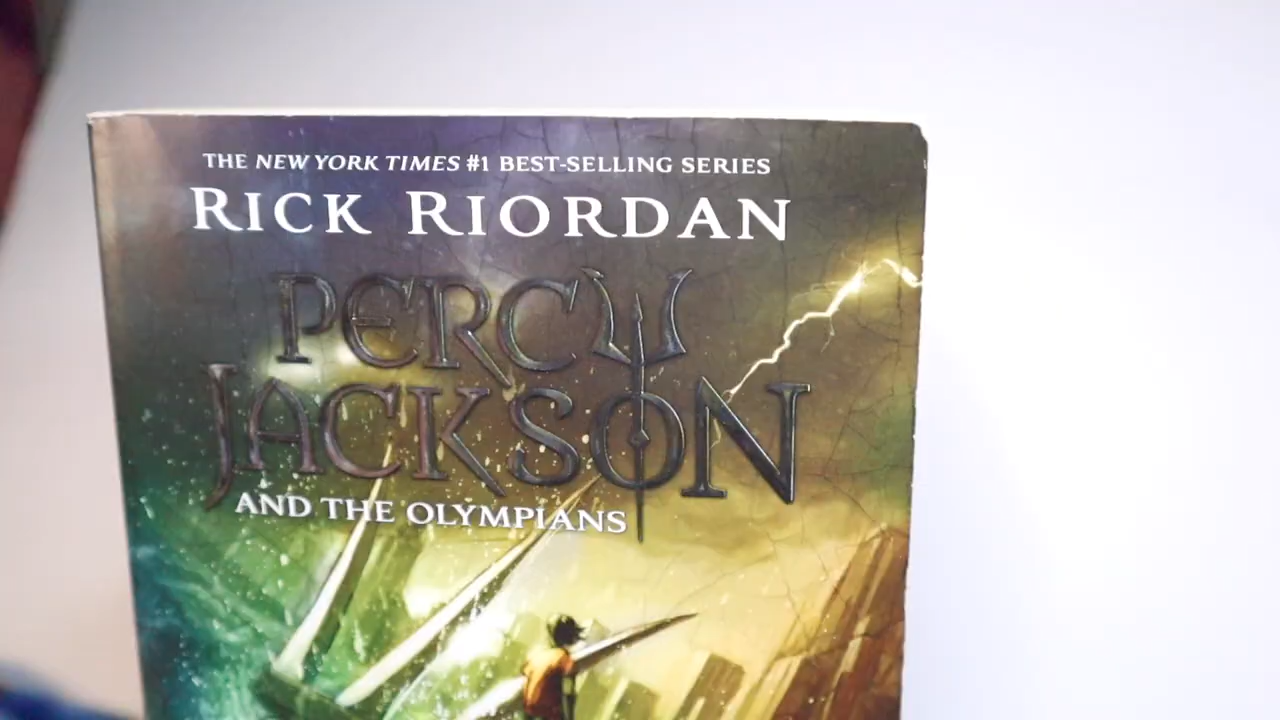 THE NEW YORK TIMES #1 BEST-SELLING SERIES
RICK RIORDAN
PERCY
JACKSON
AND THE OLYMPIANS